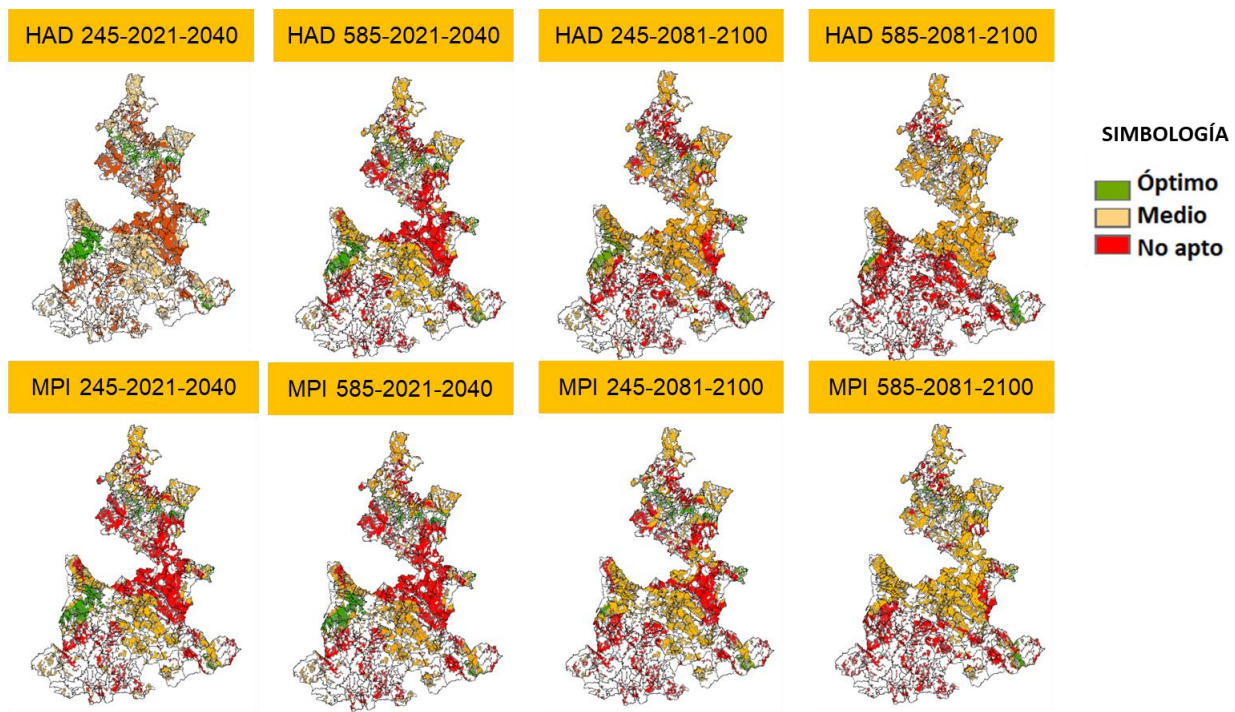 HAD 245-2021-2040
HAD 585-2021-2040
HAD 245-2081-2100
HAD 585-2081-2100
SIMBOLOGÍA
Óptimo
Medio
No apto
MPI 245-2021-2040
MPI 585-2021-2040
MPI 245-2081-2100
MPI 585-2081-2100